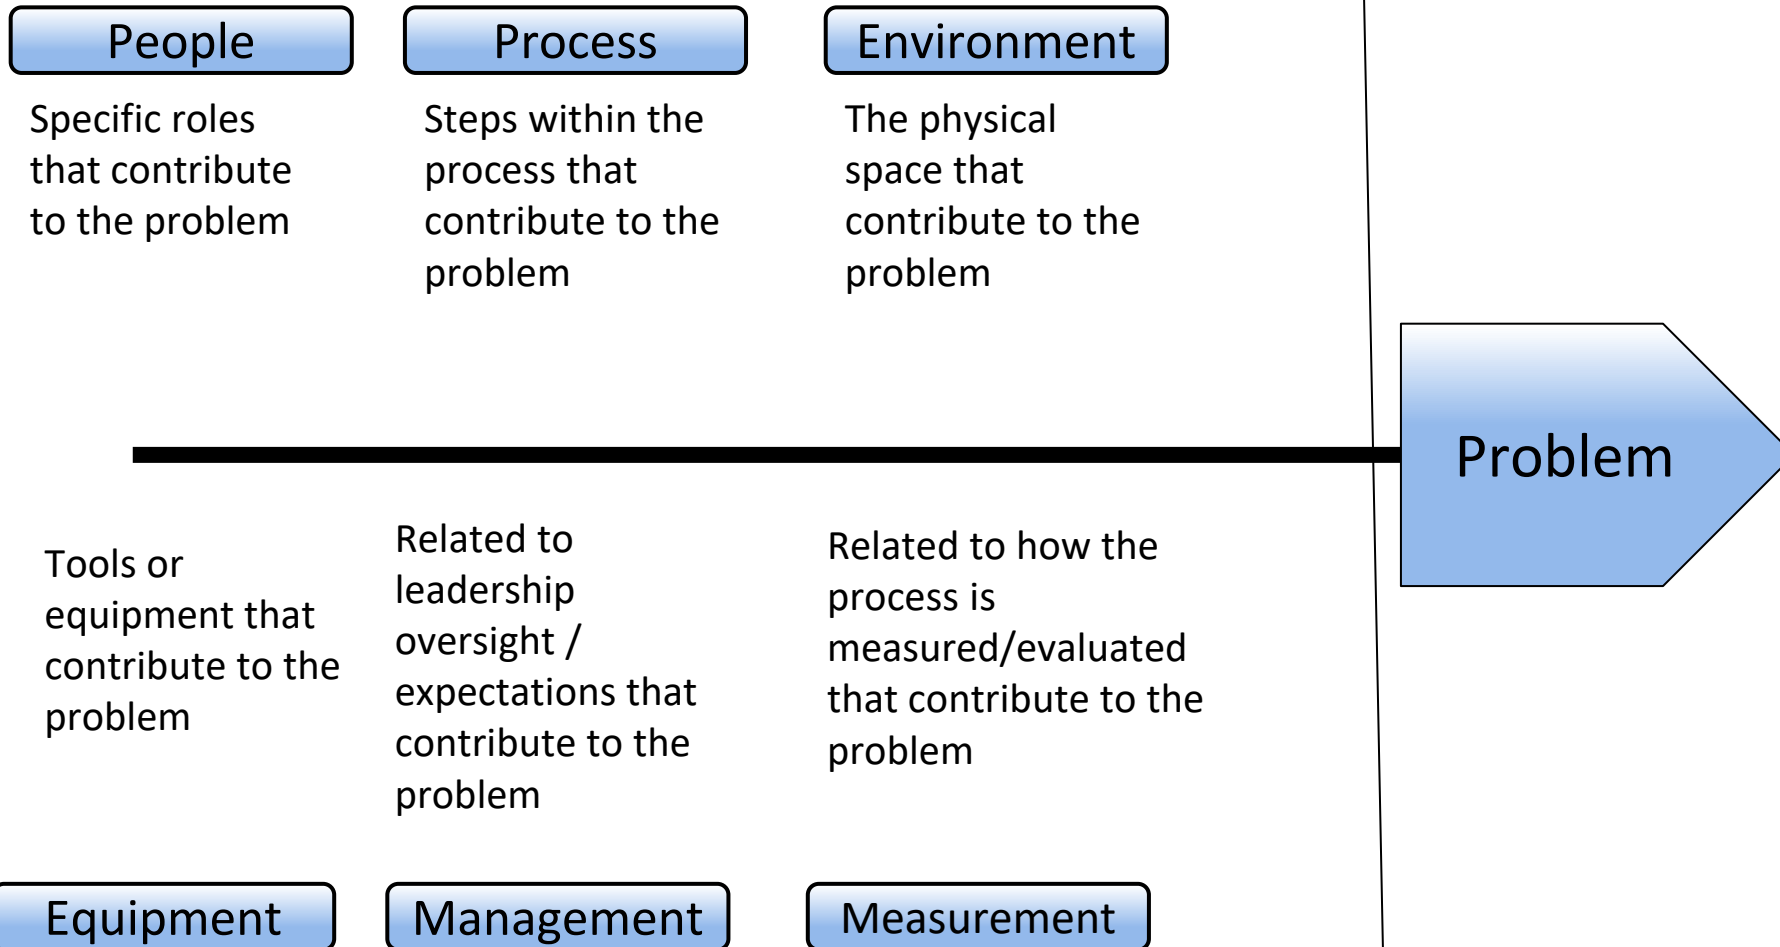 People
Process
Environment
Specific roles
that contribute
to the problem
Steps within the
process that
contribute to the
problem
The physical
space that
contribute to the
problem
Problem
Tools or
equipment that
contribute to the
problem
Related to
leadership
oversight /
expectations that
contribute to the
problem
Related to how the
process is
measured/evaluated
that contribute to the
problem
Equipment
Management
Measurement